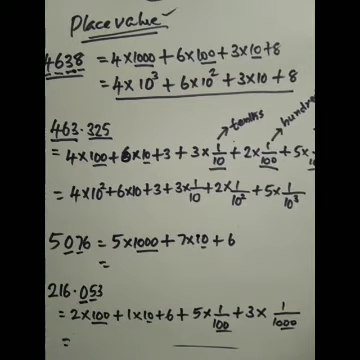 Place value
4638 = 4×1000 + 6×100 + 3×10 + 8
= 4×10³ + 6×10² + 3×10 + 8
tenths
463.325
= 4×100 + 6×10 + 3 + 3×1/10 + 2×1/100 + 5×
= 4×10² + 6×10 + 3 + 3×1/10 + 2×1/10² + 5×1/10³
5076 = 5×1000 + 7×10 + 6
=
216.053
= 2×100 + 1×10 + 6 + 5×1/100 + 3×1/1000
=